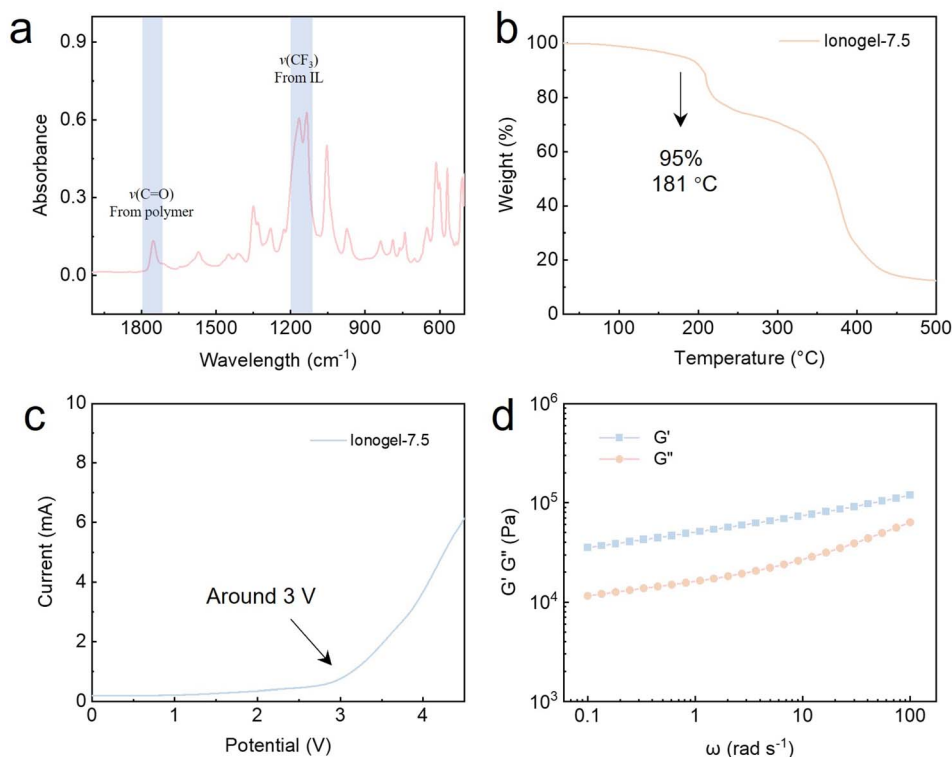 a
0.9
0.6
0.3
0.0
Absorbance
ν(CF₃)
From IL
ν(C=O)
From polymer
1800 1500 1200 900 600
Wavelength (cm⁻¹)
b
100
80
60
40
20
0
Weight (%)
Ionogel-7.5
95%
181 °C
100 200 300 400 500
Temperature (°C)
c
10
8
6
4
2
0
Current (mA)
Ionogel-7.5
Around 3 V
0 1 2 3 4
Potential (V)
d
10⁶
10⁵
10⁴
10³
G' G" (Pa)
G'
G"
0.1 1 10 100
ω (rad s⁻¹)